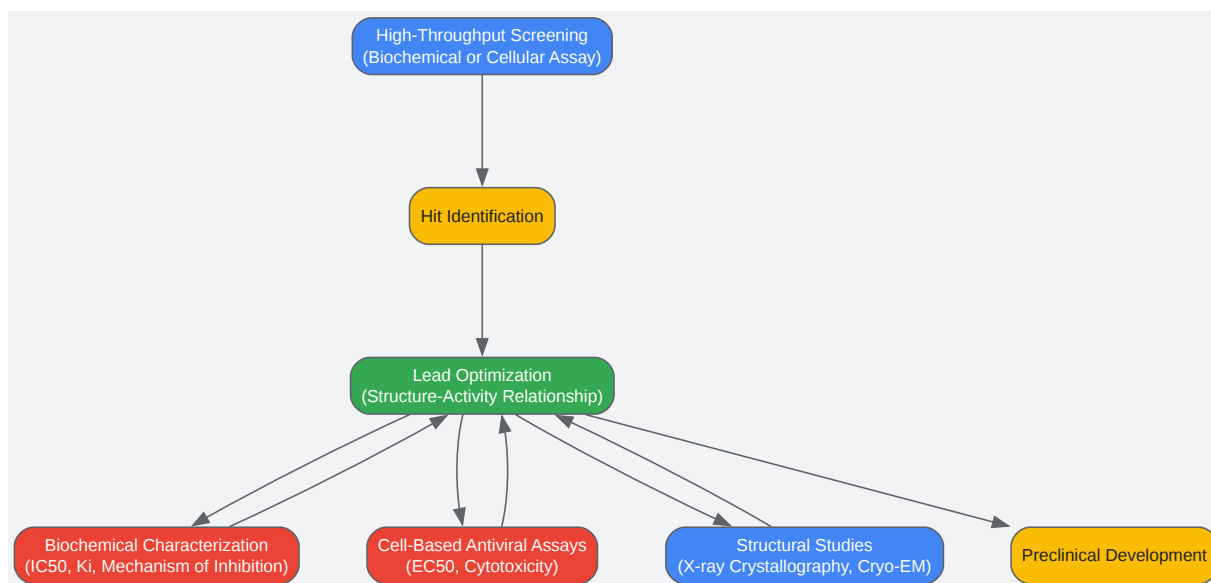 High-Throughput Screening
(Biochemical or Cellular Assay)
Hit Identification
Lead Optimization
(Structure-Activity Relationship)
Biochemical Characterization
(IC50, Ki, Mechanism of Inhibition)
Cell-Based Antiviral Assays
(EC50, Cytotoxicity)
Structural Studies
(X-ray Crystallography, Cryo-EM)
Preclinical Development